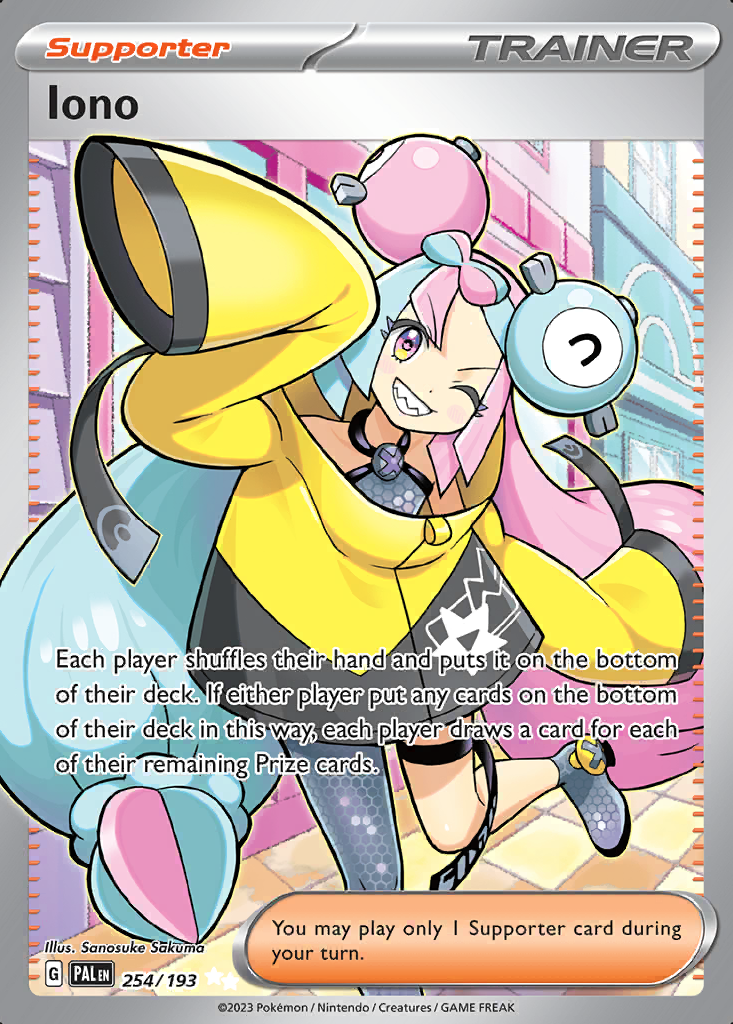 Supporter
TRAINER
Iono
Each player shuffles their hand and puts it on the bottom
of their deck. If either player put any cards on the bottom
of their deck in this way, each player draws a card for each
of their remaining Prize cards.
You may play only 1 Supporter card during
your turn.
Illus. Sanosuke Sakuma
G PAL EN 254/193
©2023 Pokémon / Nintendo / Creatures / GAME FREAK